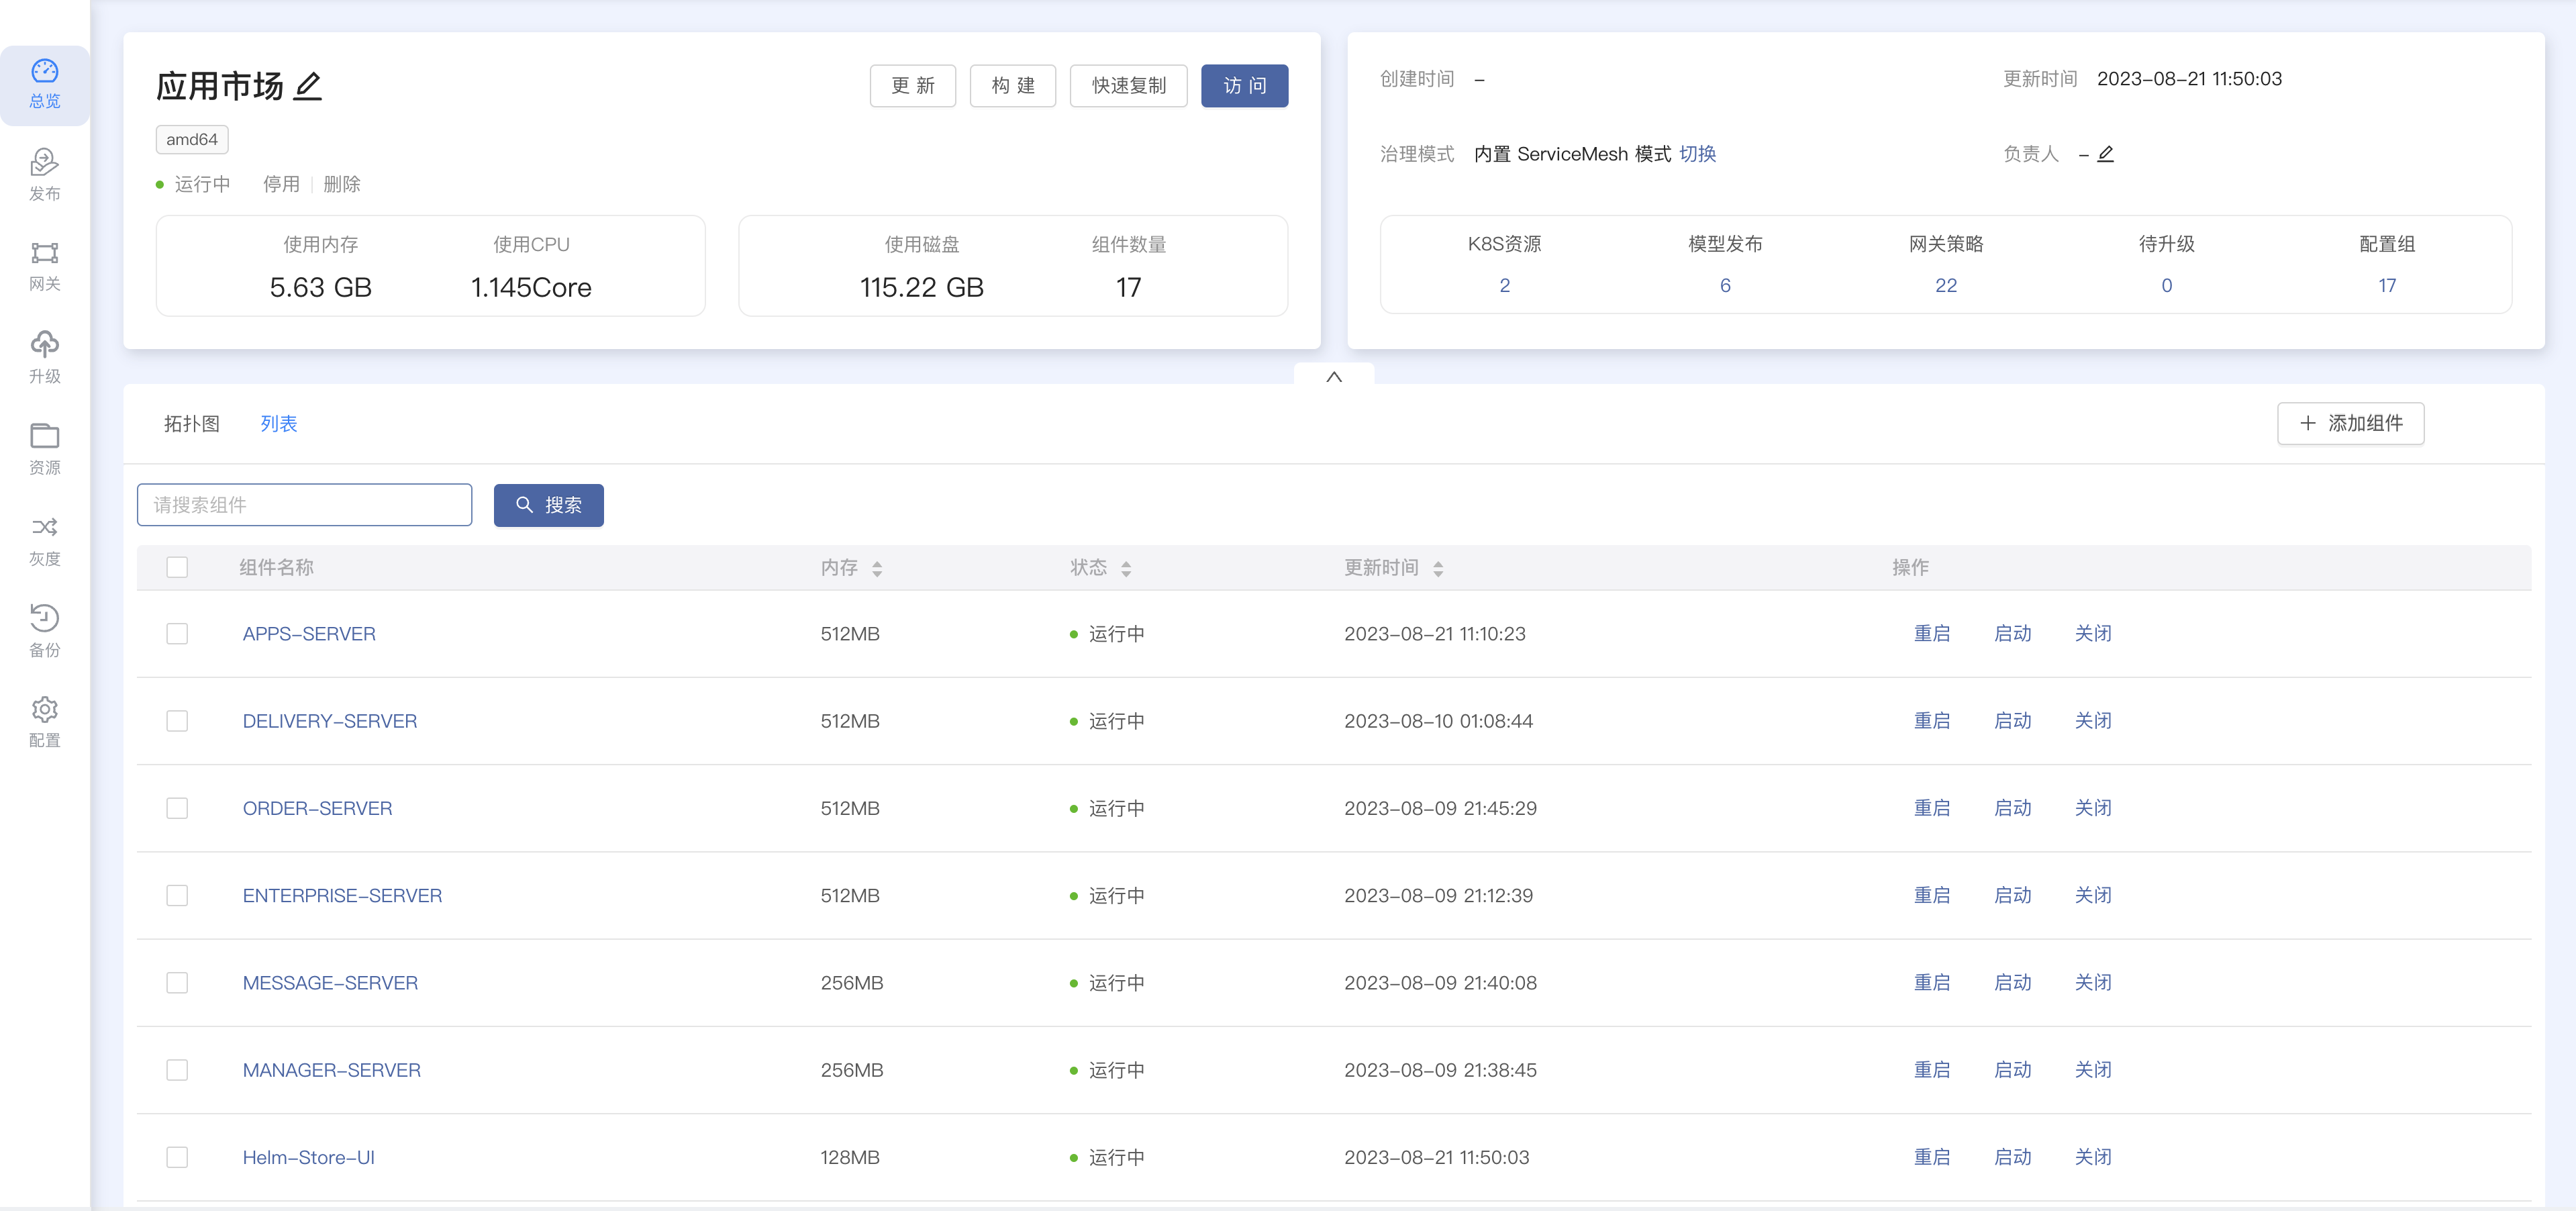 总览
发布
网关
升级
资源
灰度
备份
配置
应用市场
更 新
构 建
快速复制
访 问
amd64
运行中 停用 删除
使用内存 使用CPU
5.63 GB 1.145Core
使用磁盘 组件数量
115.22 GB 17
创建时间 –
更新时间 2023-08-21 11:50:03
治理模式 内置 ServiceMesh 模式 切换
负责人 –
K8S资源 模型发布 网关策略 待升级 配置组
2 6 22 0 17
拓扑图 列表
添加组件
请搜索组件 搜索
组件名称 内存 状态 更新时间 操作
APPS-SERVER 512MB 运行中 2023-08-21 11:10:23 重启 启动 关闭
DELIVERY-SERVER 512MB 运行中 2023-08-10 01:08:44 重启 启动 关闭
ORDER-SERVER 512MB 运行中 2023-08-09 21:45:29 重启 启动 关闭
ENTERPRISE-SERVER 512MB 运行中 2023-08-09 21:12:39 重启 启动 关闭
MESSAGE-SERVER 256MB 运行中 2023-08-09 21:40:08 重启 启动 关闭
MANAGER-SERVER 256MB 运行中 2023-08-09 21:38:45 重启 启动 关闭
Helm-Store-UI 128MB 运行中 2023-08-21 11:50:03 重启 启动 关闭